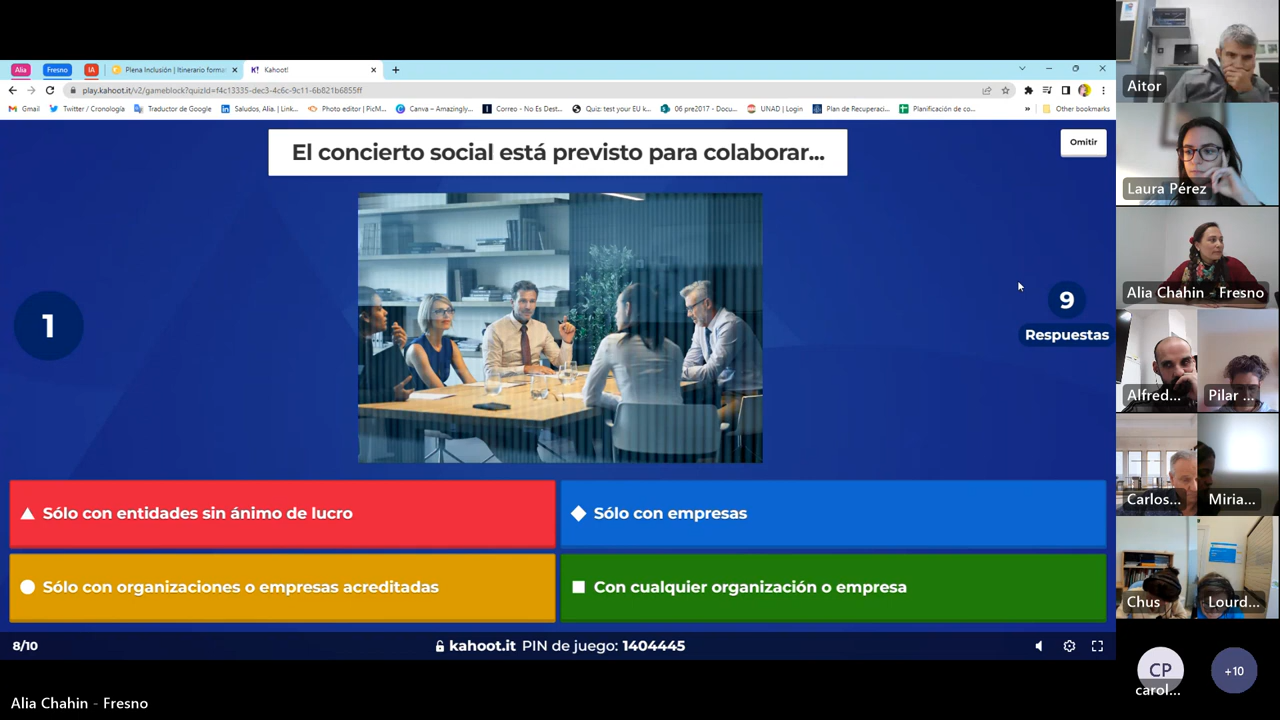 Alia
Fresno
IA
Plena Inclusión | Itinerario forma
K! Kahoot!
play.kahoot.it/v2/gameblock?quizId=f4c13335-dec3-4c6c-9c11-6b821b6855ff
Gmail
Twitter / Cronología
Traductor de Google
Saludos, Alia. | Link...
Photo editor | PicM...
Canva – Amazingly...
Correo - No Es Dest...
Quiz: test your EU k...
06 pre2017 - Docu...
UNAD | Login
Plan de Recuperaci...
Planificación de co...
»
Other bookmarks
El concierto social está previsto para colaborar...
Omitir
1
9
Respuestas
Sólo con entidades sin ánimo de lucro
Sólo con empresas
Sólo con organizaciones o empresas acreditadas
Con cualquier organización o empresa
8/10
kahoot.it PIN de juego: 1404445
Alia Chahin - Fresno
Aitor
Laura Pérez
Alia Chahin - Fresno
Alfred...
Pilar ...
Carlos...
Miria...
Chus
Lourd...
CP
carol...
+10